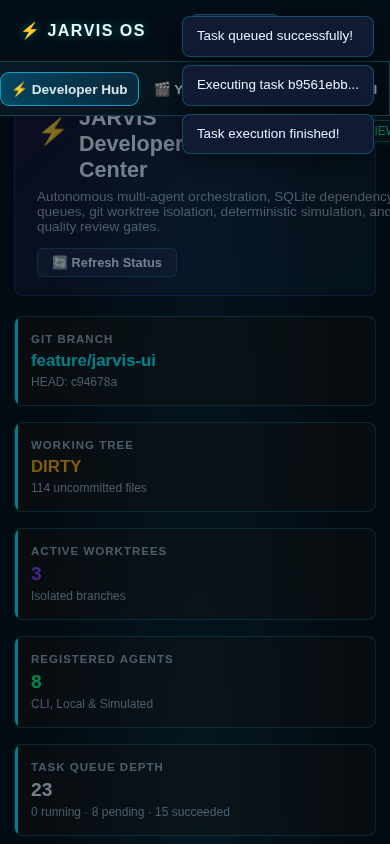 ⚡ JARVIS OS
Task queued successfully!
Executing task b9561ebb...
Task execution finished!
⚡ Developer Hub
🎬 Y
⚡ JARVIS
Developer
Center
Autonomous multi-agent orchestration, SQLite dependency
queues, git worktree isolation, deterministic simulation, and
quality review gates.
🔄 Refresh Status
GIT BRANCH
feature/jarvis-ui
HEAD: c94678a
WORKING TREE
DIRTY
114 uncommitted files
ACTIVE WORKTREES
3
Isolated branches
REGISTERED AGENTS
8
CLI, Local & Simulated
TASK QUEUE DEPTH
23
0 running · 8 pending · 15 succeeded